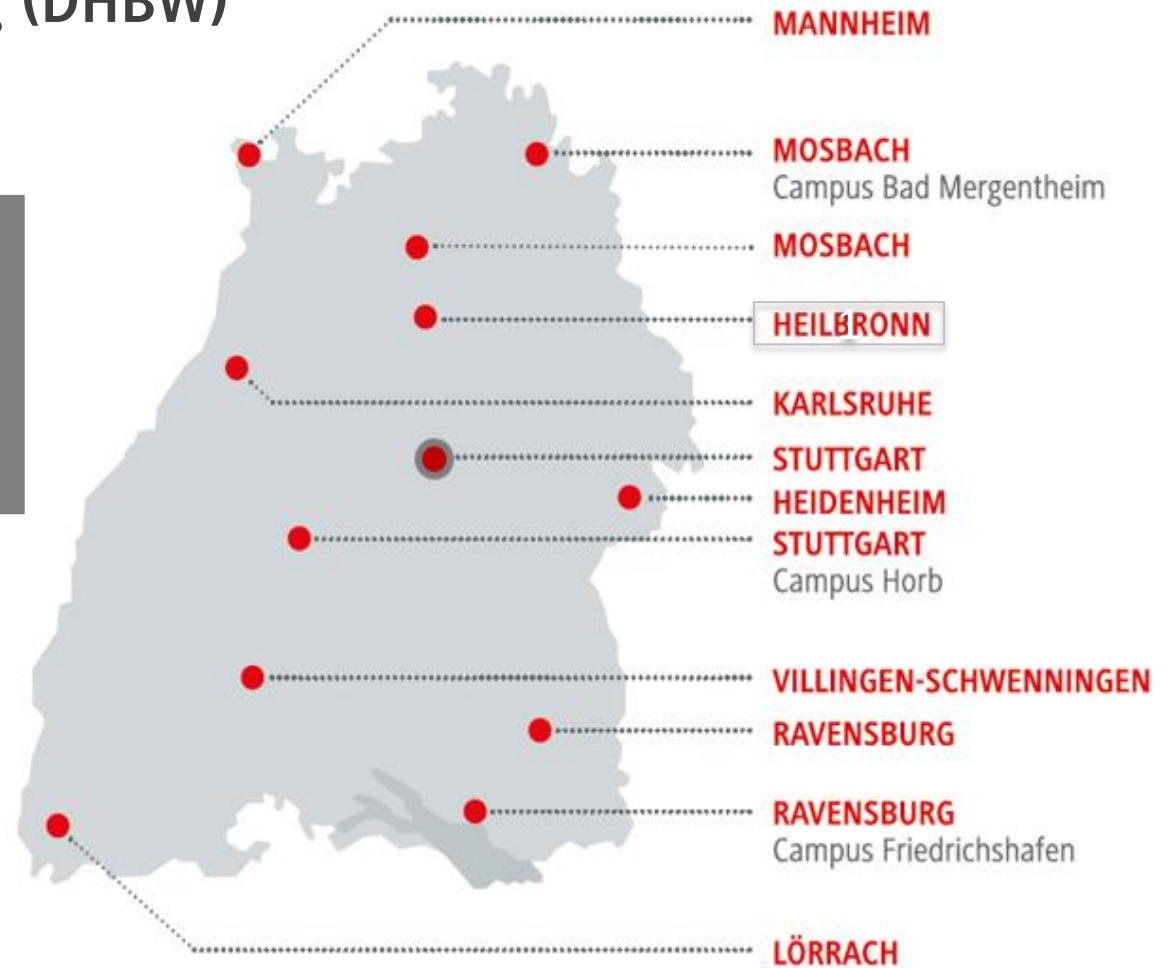 (DHBW)
MANNHEIM
MOSBACH
Campus Bad Mergentheim
MOSBACH
HEILBRONN
1
KARLSRUHE
STUTTGART
HEIDENHEIM
STUTTGART
Campus Horb
VILLINGEN-SCHWENNINGEN
RAVENSBURG
RAVENSBURG
Campus Friedrichshafen
LÖRRACH